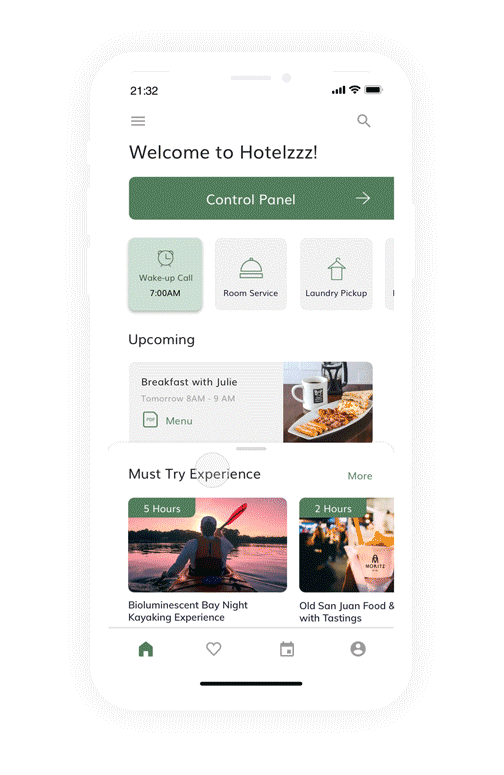 21:32
Welcome to Hotelzzz!
Control Panel
Wake-up Call
7:00AM
Room Service
Laundry Pickup
Upcoming
Breakfast with Julie
Tomorrow 8AM - 9 AM
PDF
Menu
Must Try Experience
More
5 Hours
2 Hours
MORITZ
Bioluminescent Bay Night
Kayaking Experience
Old San Juan Food &
with Tastings